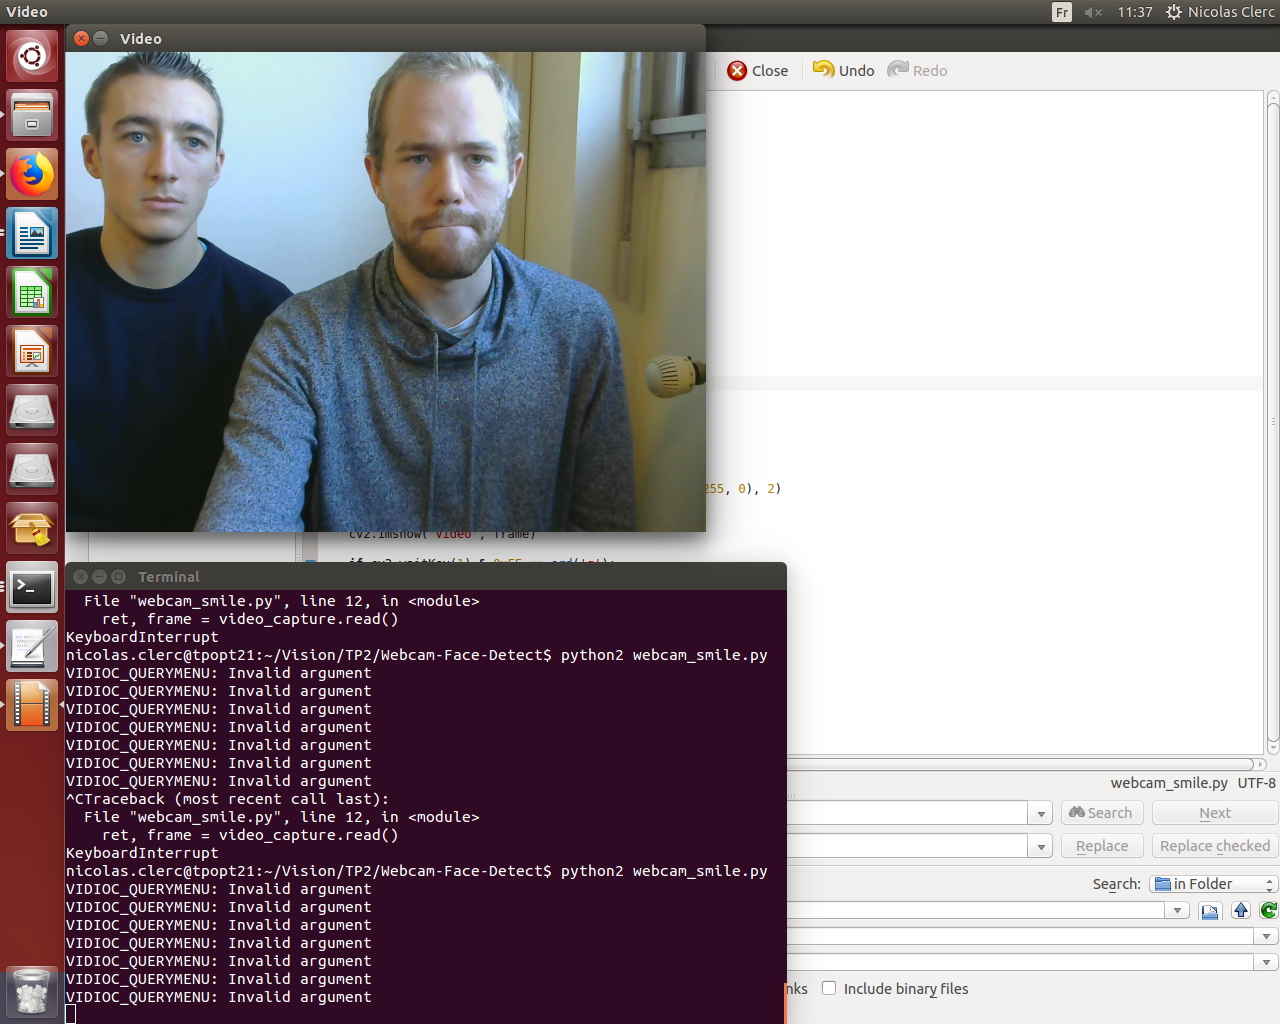 Video
Fr
11:37
Nicolas Clerc
Video
Close
Undo
Redo
255, 0), 2)
cv2.imshow('Video', frame)
if cv2.waitKey(1) & 0xFF == ord('q'):
Terminal
File "webcam_smile.py", line 12, in <module>
ret, frame = video_capture.read()
KeyboardInterrupt
nicolas.clerc@tpopt21:~/Vision/TP2/Webcam-Face-Detect$ python2 webcam_smile.py
VIDIOC_QUERYMENU: Invalid argument
VIDIOC_QUERYMENU: Invalid argument
VIDIOC_QUERYMENU: Invalid argument
VIDIOC_QUERYMENU: Invalid argument
VIDIOC_QUERYMENU: Invalid argument
VIDIOC_QUERYMENU: Invalid argument
VIDIOC_QUERYMENU: Invalid argument
^CTraceback (most recent call last):
File "webcam_smile.py", line 12, in <module>
ret, frame = video_capture.read()
KeyboardInterrupt
nicolas.clerc@tpopt21:~/Vision/TP2/Webcam-Face-Detect$ python2 webcam_smile.py
VIDIOC_QUERYMENU: Invalid argument
VIDIOC_QUERYMENU: Invalid argument
VIDIOC_QUERYMENU: Invalid argument
VIDIOC_QUERYMENU: Invalid argument
VIDIOC_QUERYMENU: Invalid argument
VIDIOC_QUERYMENU: Invalid argument
VIDIOC_QUERYMENU: Invalid argument
webcam_smile.py UTF-8
Search
Next
Replace
Replace checked
Search:
in Folder
nks
Include binary files